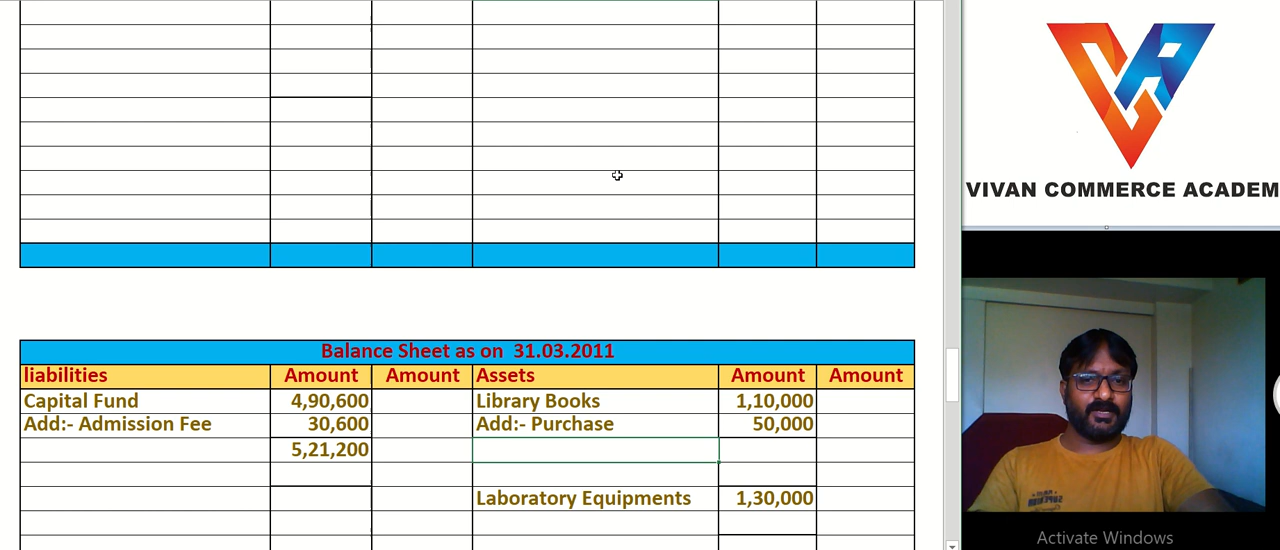 VIVAN COMMERCE ACADEM
Balance Sheet as on 31.03.2011
liabilities Amount Amount Assets Amount Amount
Capital Fund 4,90,600 Library Books 1,10,000
Add:- Admission Fee 30,600 Add:- Purchase 50,000
5,21,200
Laboratory Equipments 1,30,000
Activate Windows